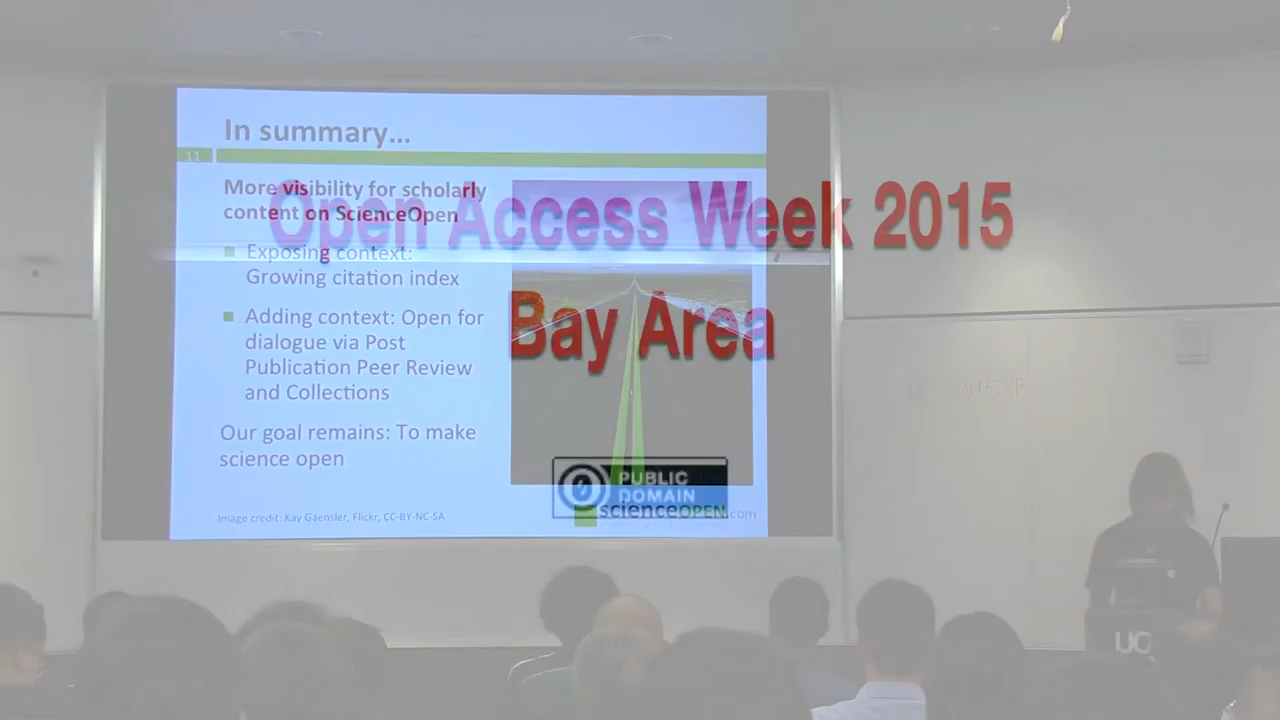 In summary...
11
More visibility for scholarly
content on ScienceOpen
Exposing context:
Growing citation index
Adding context: Open for
dialogue via Post
Publication Peer Review
and Collections
Our goal remains: To make
science open
Image credit: Kay Gaensler, Flickr, CC-BY-NC-SA
scienceOPEN.com
Open Access Week 2015
Bay Area
PUBLIC
DOMAIN
UC